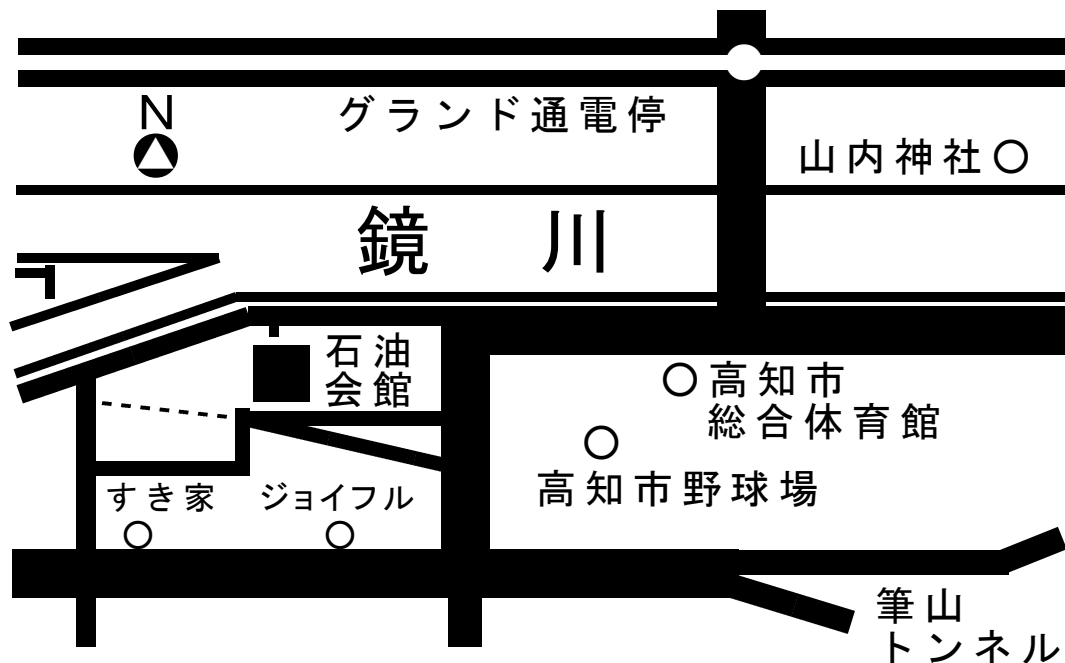 N
グランド通電停
山内神社
鏡川
石油
会館
高知市
総合体育館
高知市野球場
すき家
ジョイフル
筆山
トンネル